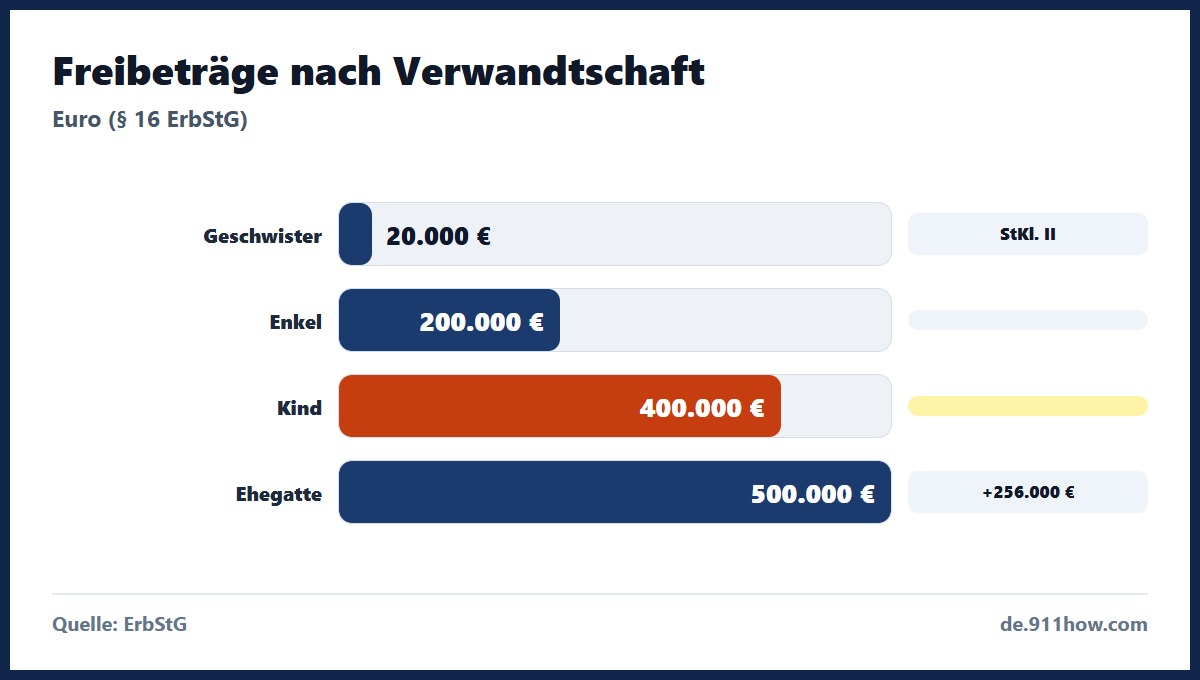 Freibeträge nach Verwandtschaft
Euro (§ 16 ErbStG)
Geschwister 20.000 € StKl. II
Enkel 200.000 €
Kind 400.000 €
Ehegatte 500.000 € +256.000 €
Quelle: ErbStG de.911how.com